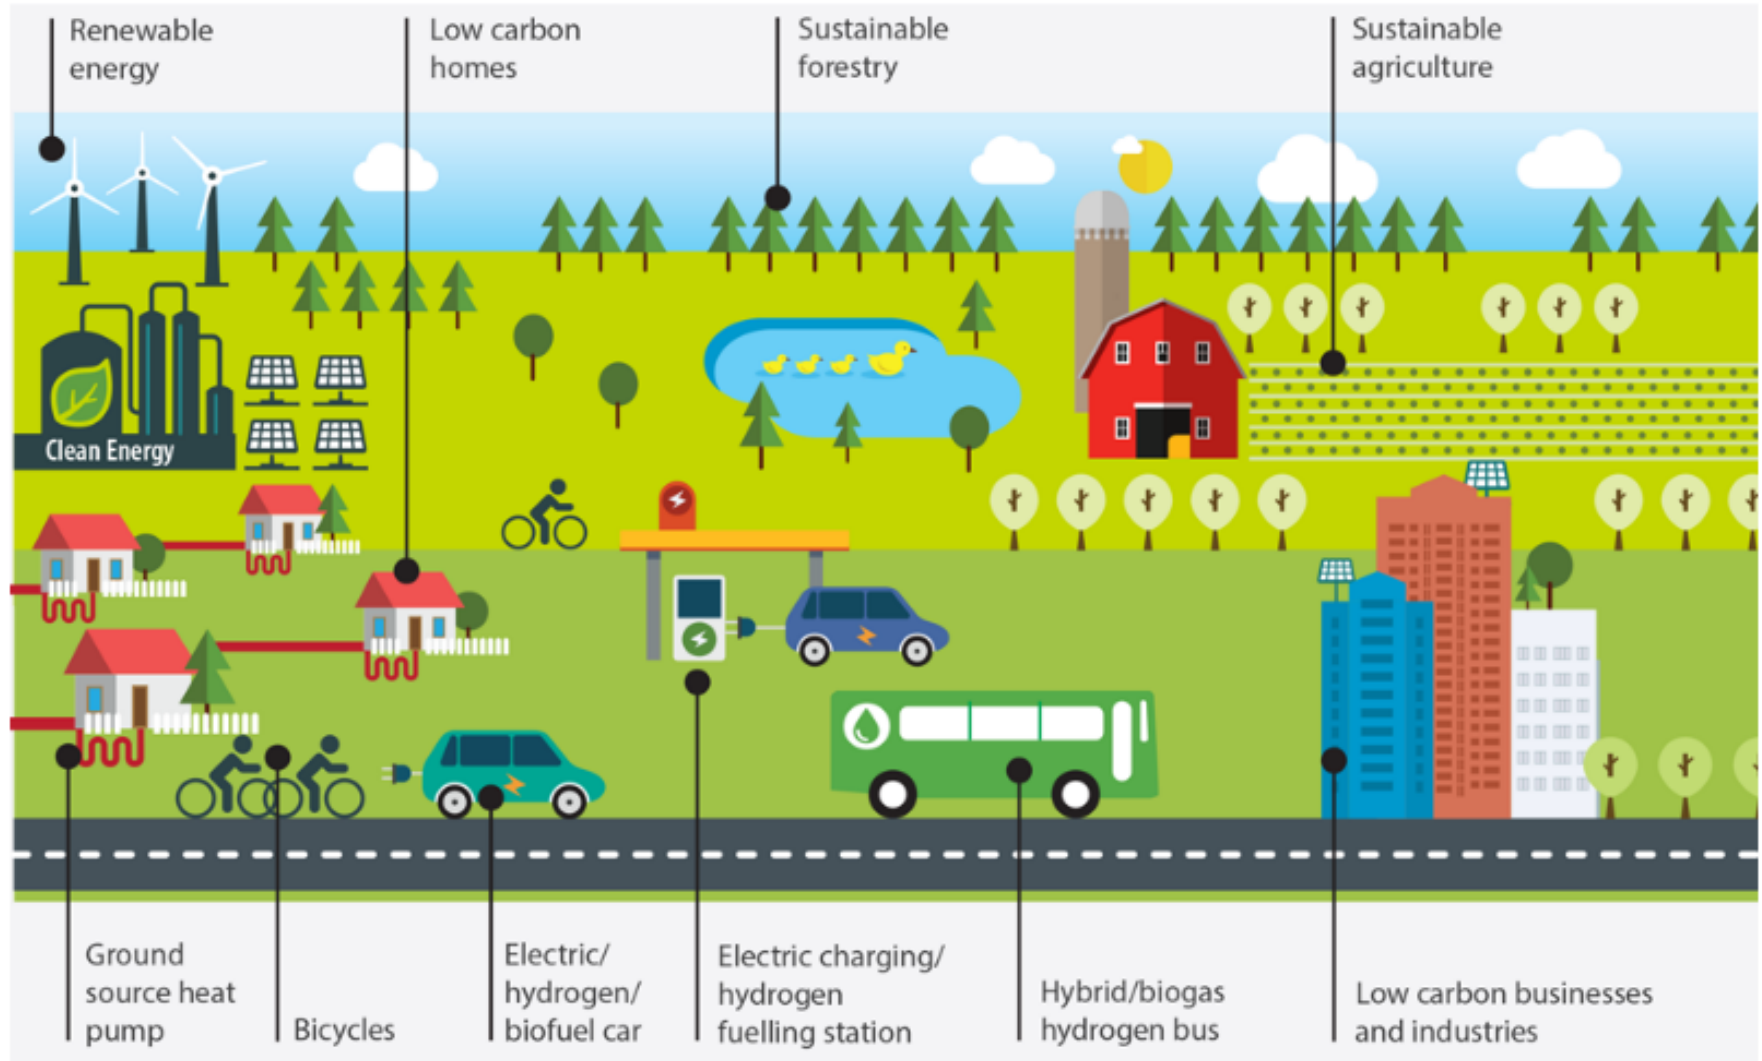 Renewable
energy
Low carbon
homes
Sustainable
forestry
Sustainable
agriculture
Clean Energy
Ground
source heat
pump
Bicycles
Electric/
hydrogen/
biofuel car
Electric charging/
hydrogen
fuelling station
Hybrid/biogas
hydrogen bus
Low carbon businesses
and industries